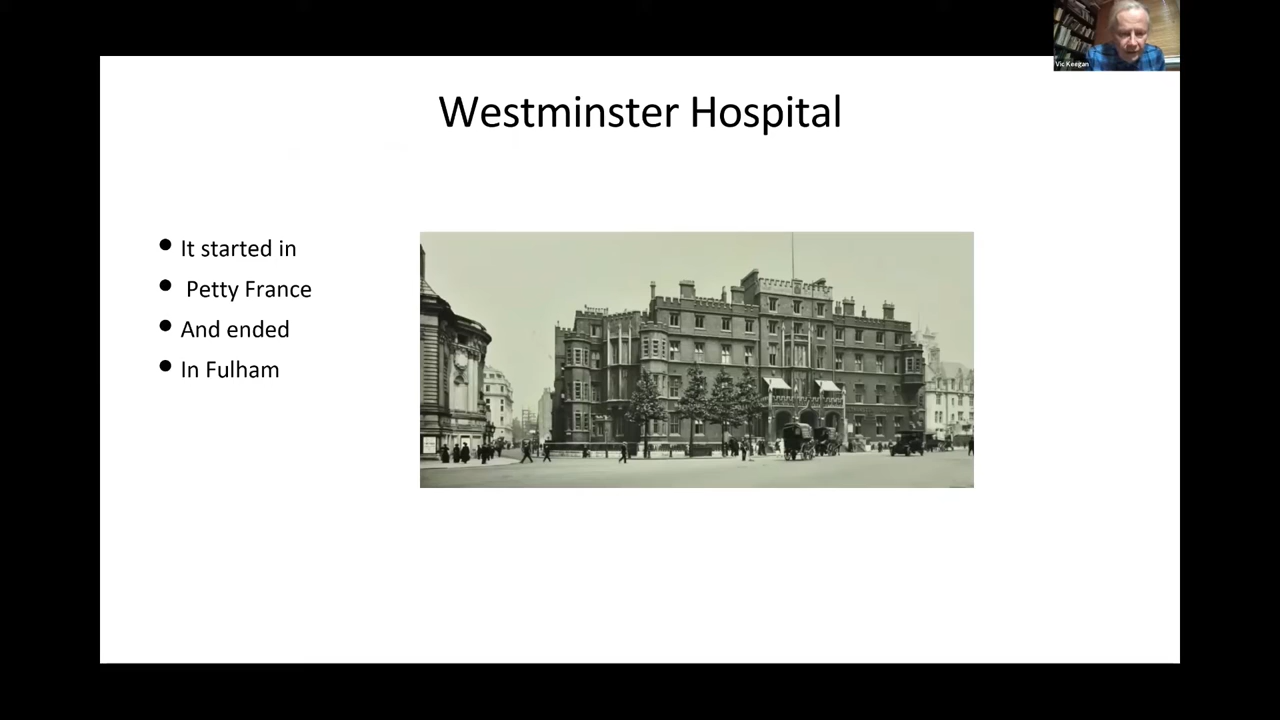 Vic Keegan
Westminster Hospital
It started in
Petty France
And ended
In Fulham